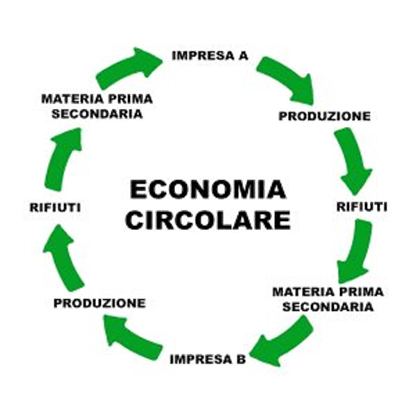 IMPRESA A
PRODUZIONE
RIFIUTI
MATERIA PRIMA
SECONDARIA
IMPRESA B
PRODUZIONE
RIFIUTI
MATERIA PRIMA
SECONDARIA
ECONOMIA
CIRCOLARE